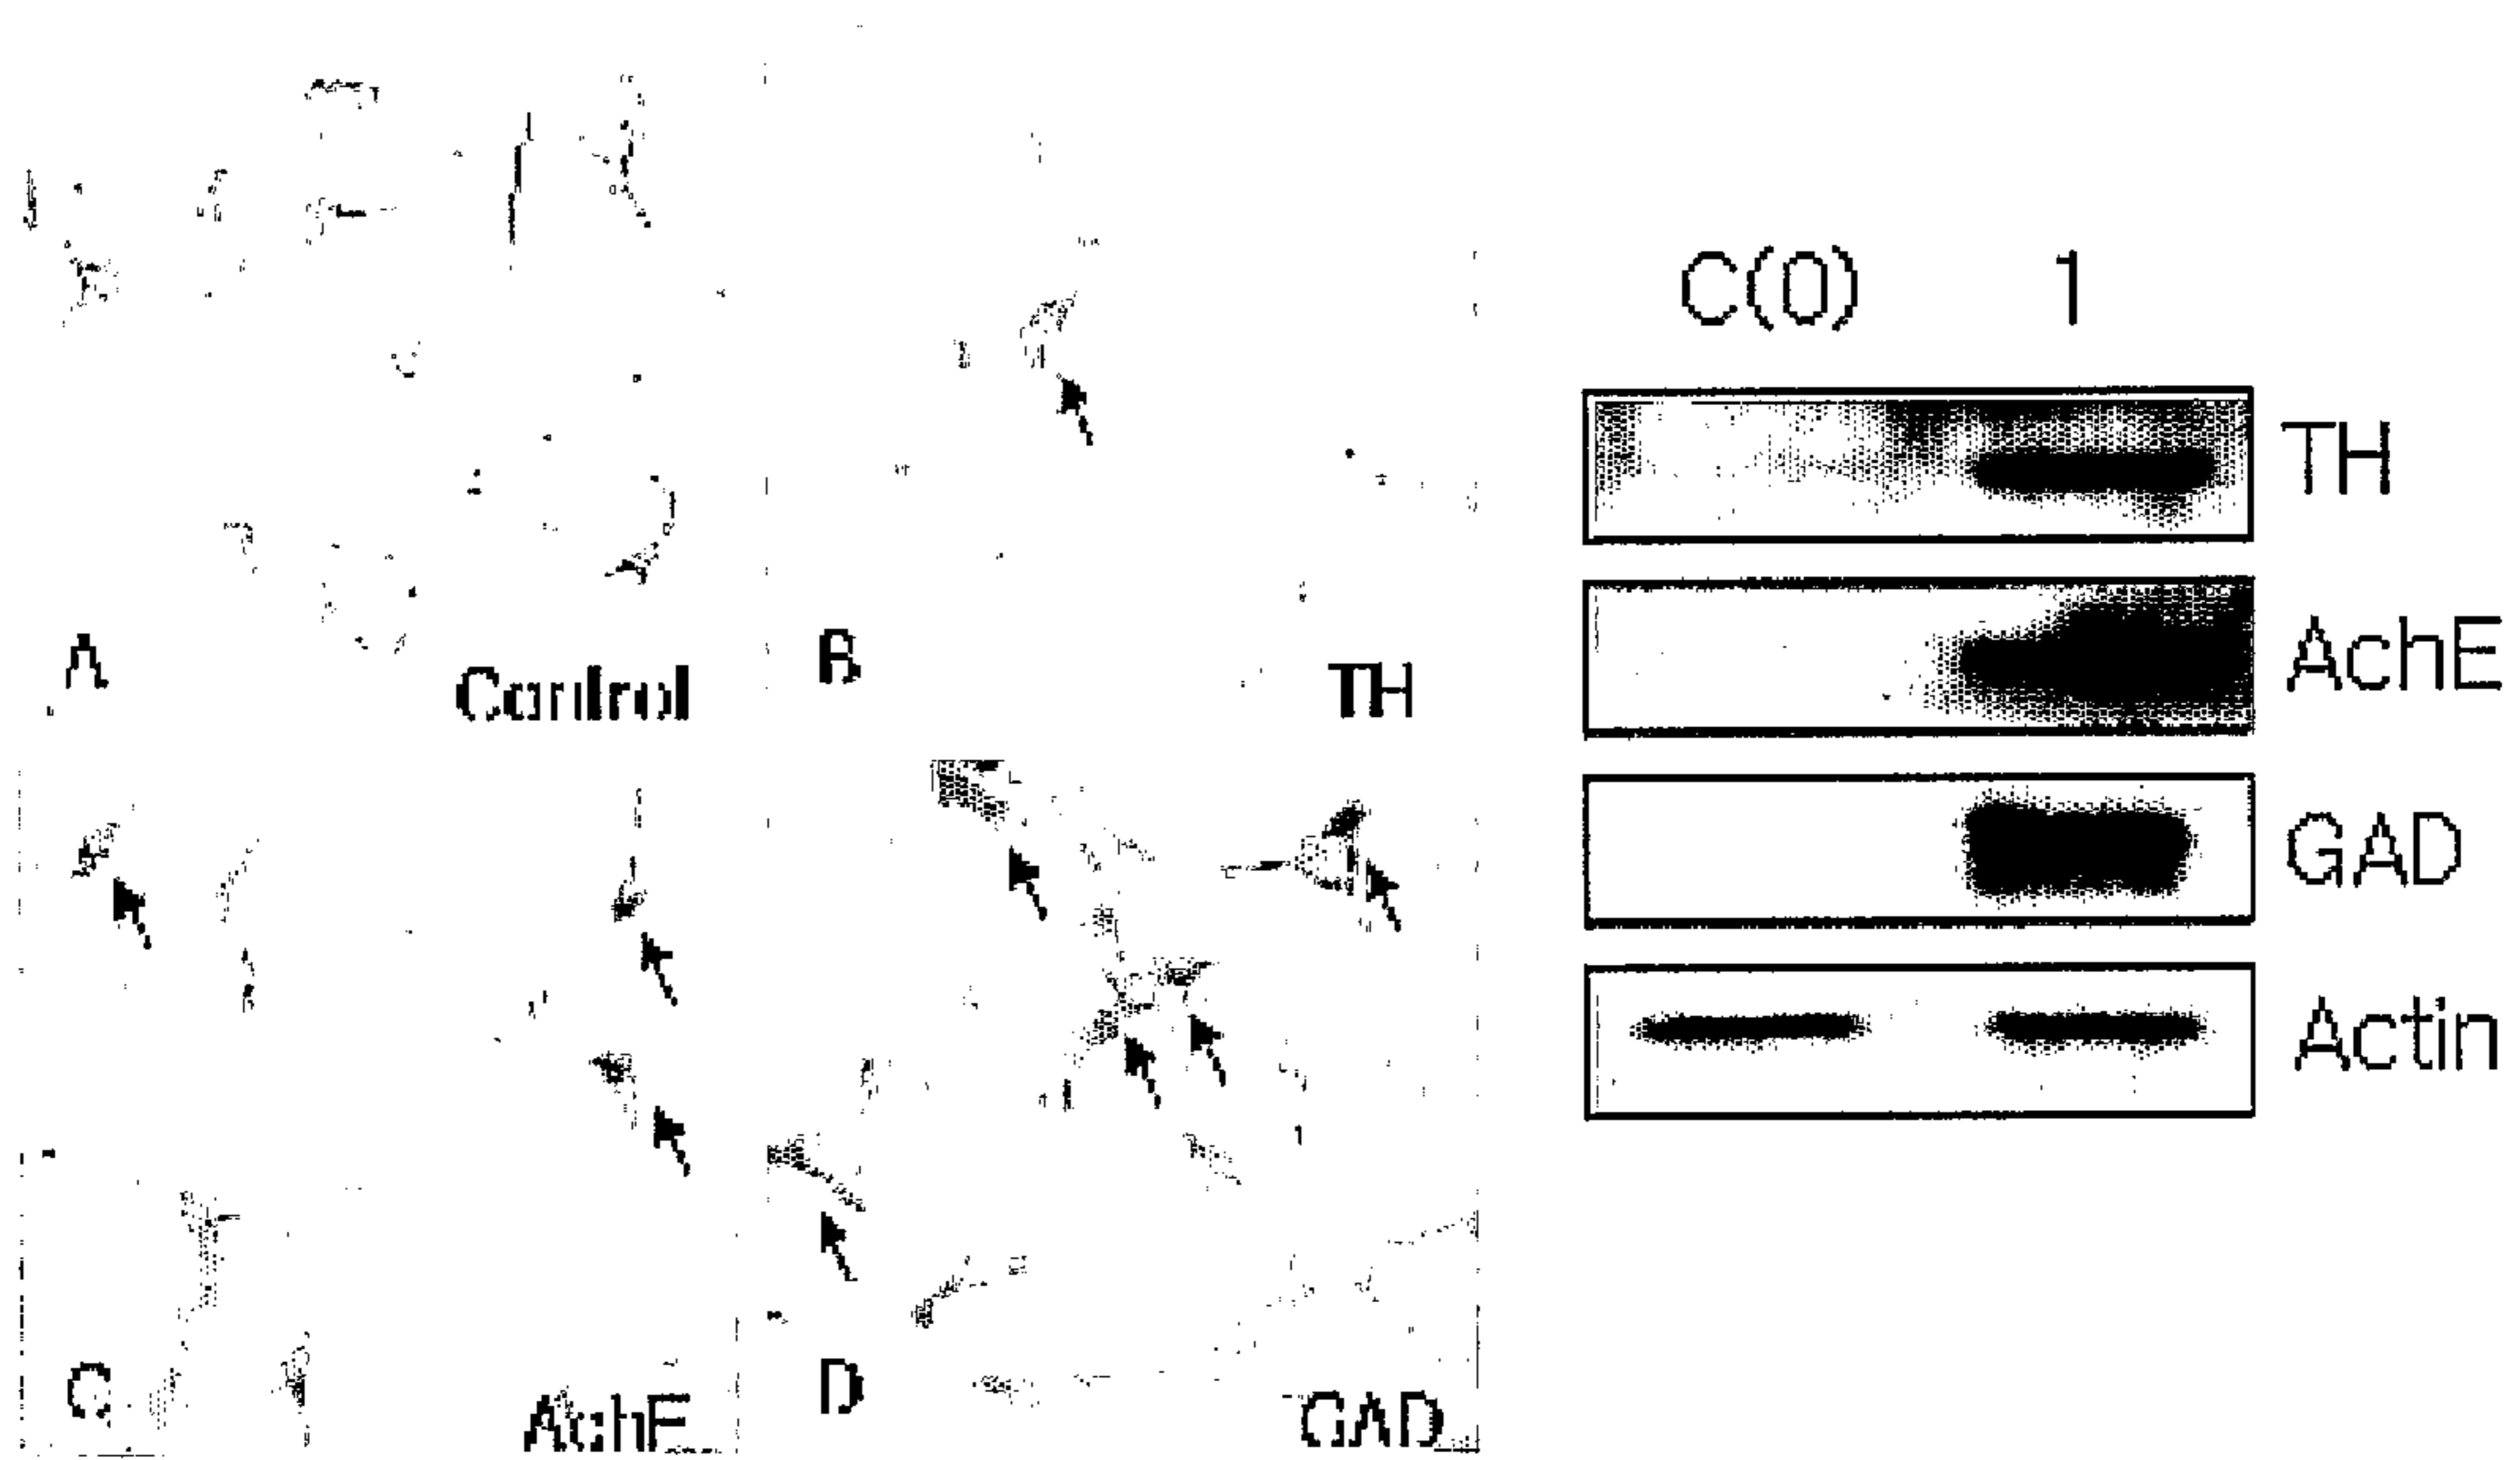 C(0) 1
TH
AchE
GAD
Actin
A Control
B TH
C AchE
D GAD